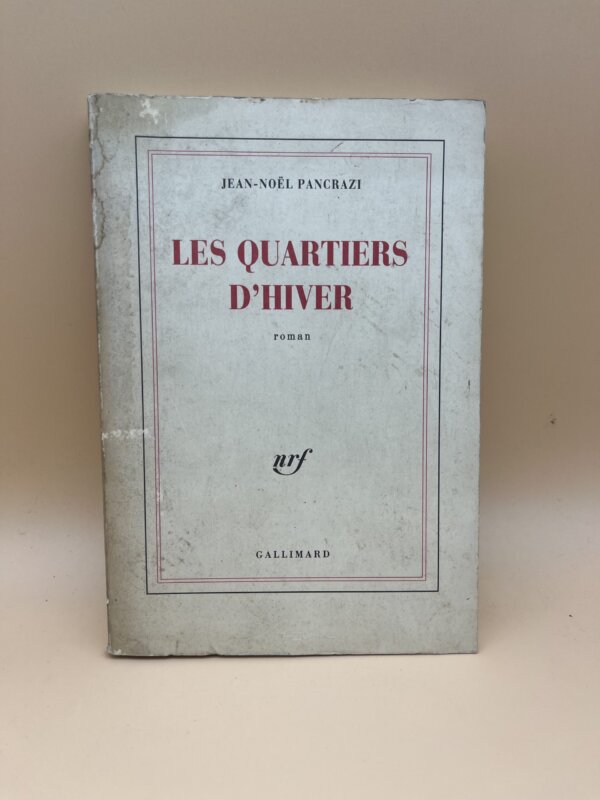 JEAN-NOËL PANCRAZI
LES QUARTIERS
D'HIVER
roman
nrf
GALLIMARD